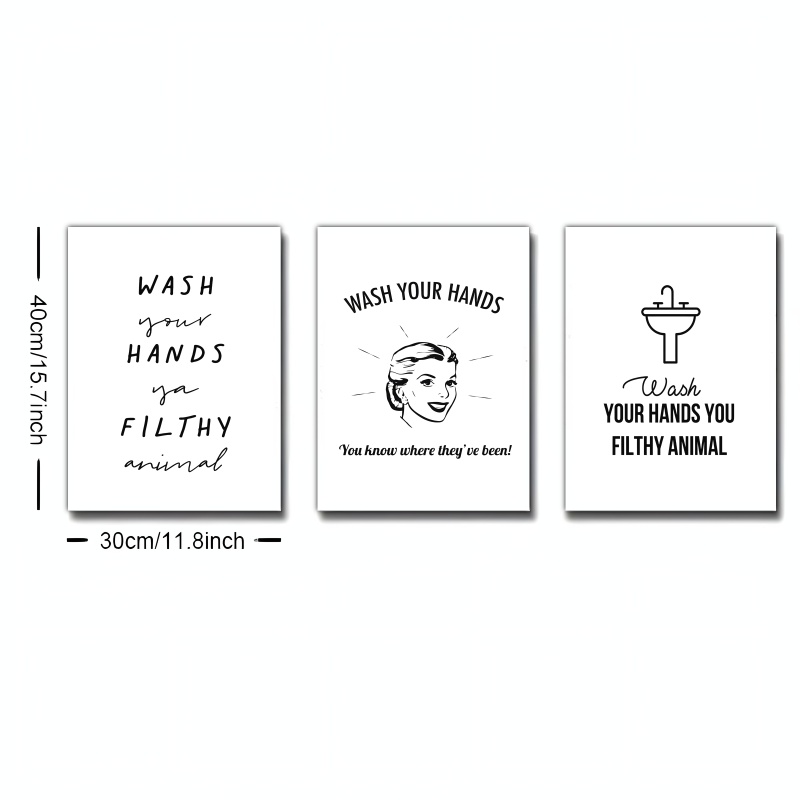 40cm/15.7inch
WASH
your
HANDS
ya
FILTHY
animal
30cm/11.8inch
WASH YOUR HANDS
You know where they've been!
Wash
YOUR HANDS YOU
FILTHY ANIMAL